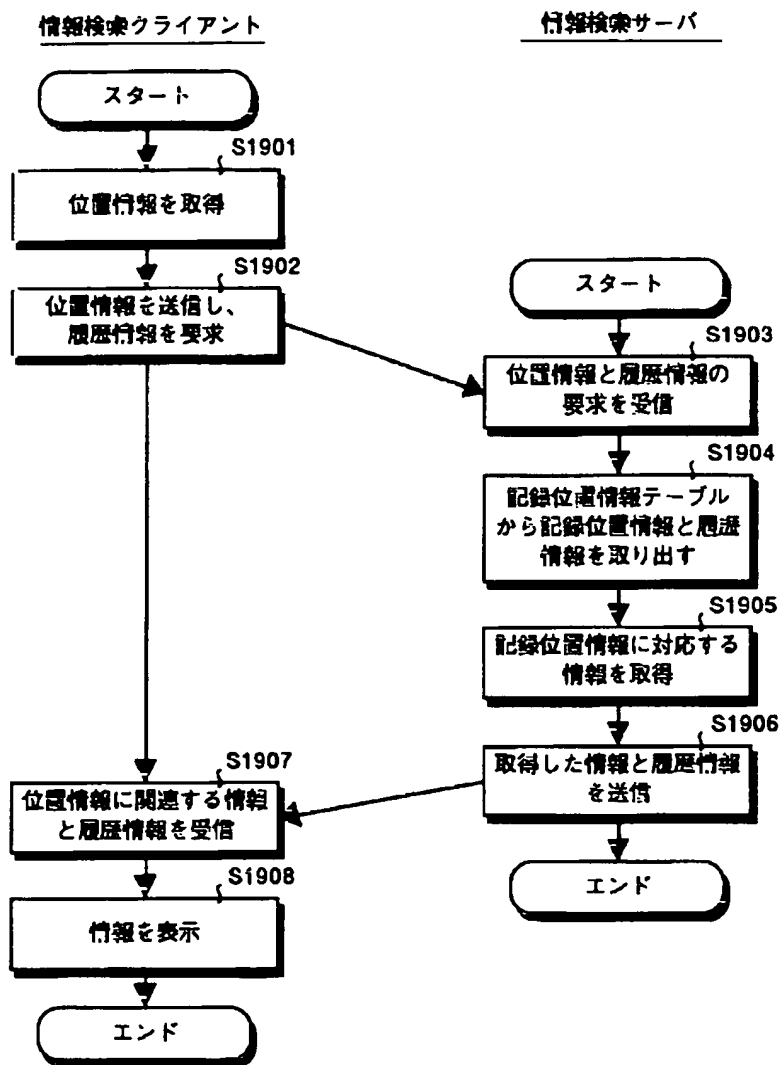 情報検索クライアント
スタート
S1901
位置情報を取得
S1902
位置情報を送信し、
履歴情報を要求
S1907
位置情報に関連する情報
と履歴情報を受信
S1908
情報を表示
エンド
情報検索サーバ
スタート
S1903
位置情報と履歴情報の
要求を受信
S1904
記録位置情報テーブル
から記録位置情報と履歴
情報を取り出す
S1905
記録位置情報に対応する
情報を取得
S1906
取得した情報と履歴情報
を送信
エンド